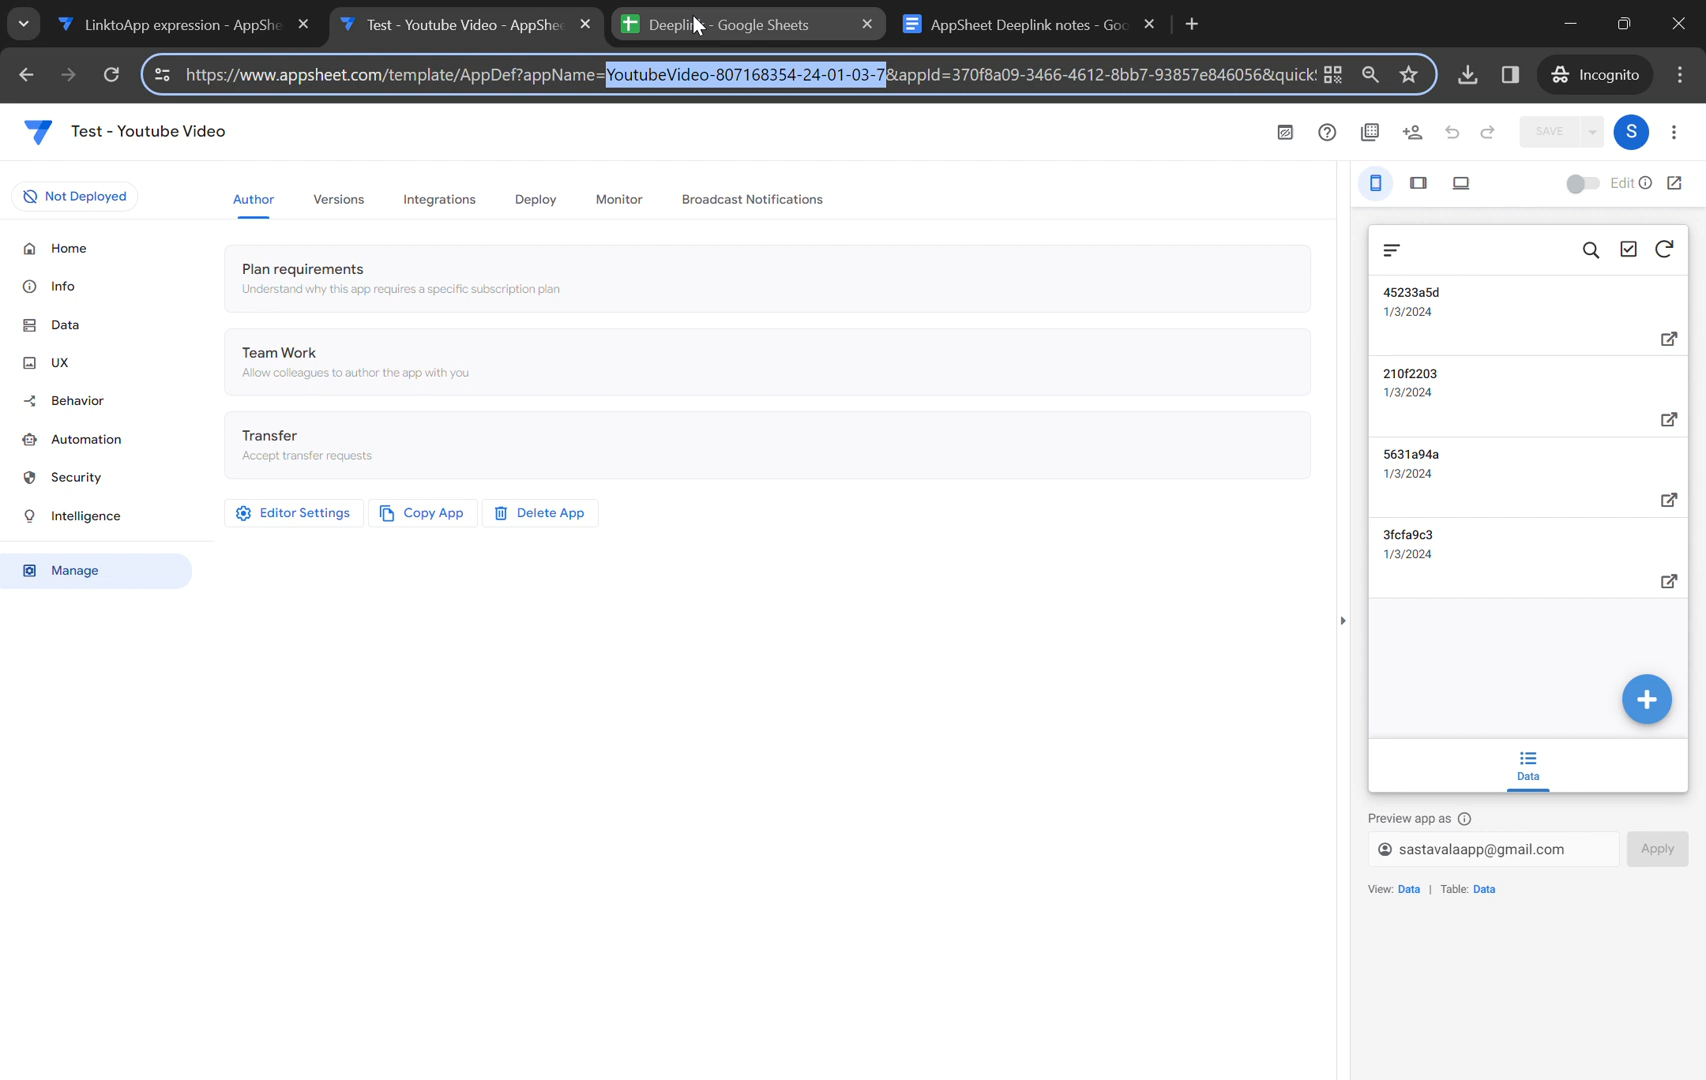 LinktoApp expression - AppShe
Test - Youtube Video - AppShee
Deeplink - Google Sheets
AppSheet Deeplink notes - Goo
https://www.appsheet.com/template/AppDef?appName=YoutubeVideo-807168354-24-01-03-7&appId=370f8a09-3466-4612-8bb7-93857e846056&quick
Incognito
Test - Youtube Video
SAVE
S
Not Deployed
Author
Versions
Integrations
Deploy
Monitor
Broadcast Notifications
Edit
Home
Info
Data
UX
Behavior
Automation
Security
Intelligence
Manage
Plan requirements
Understand why this app requires a specific subscription plan
Team Work
Allow colleagues to author the app with you
Transfer
Accept transfer requests
Editor Settings
Copy App
Delete App
45233a5d
1/3/2024
210f2203
1/3/2024
5631a94a
1/3/2024
3fcfa9c3
1/3/2024
Data
Preview app as
sastavalaapp@gmail.com
Apply
View: Data | Table: Data